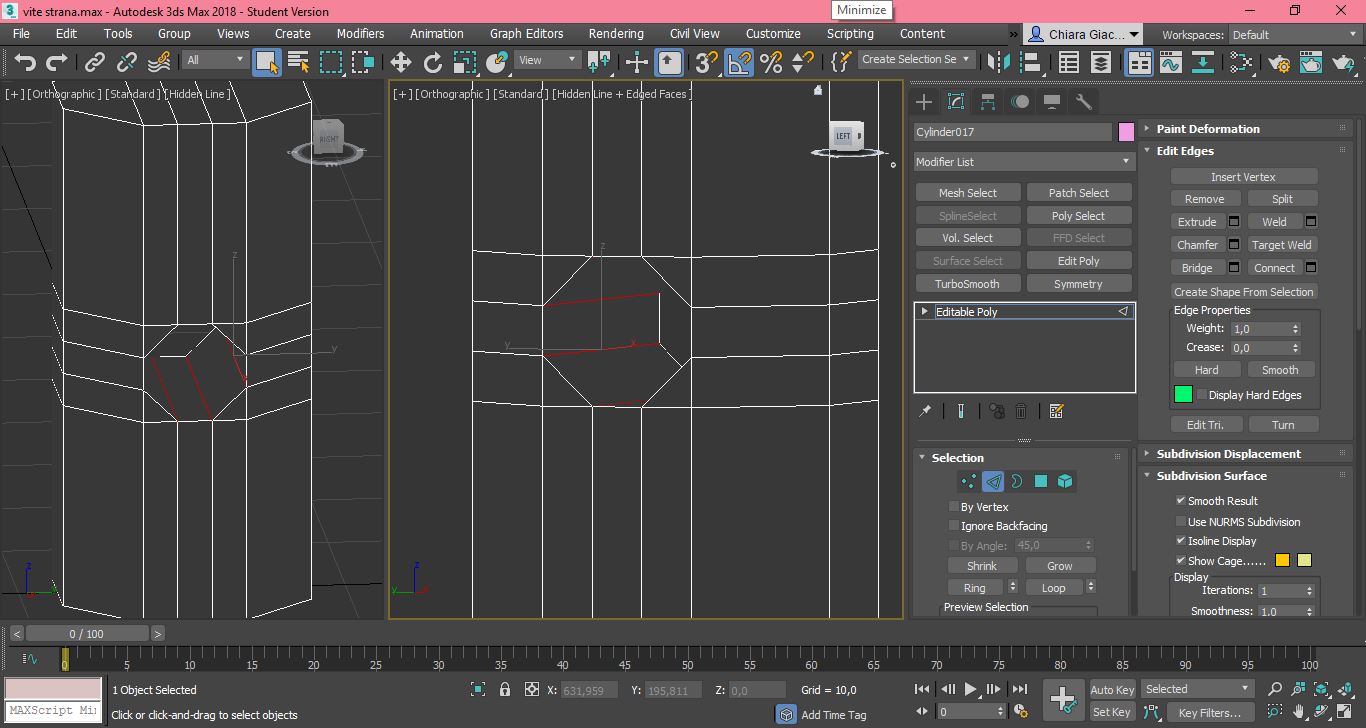 vite strana.max - Autodesk 3ds Max 2018 - Student Version
Minimize
File Edit Tools Group Views Create Modifiers Animation Graph Editors Rendering Civil View Customize Scripting Content » Chiara Giac... Workspaces: Default
All View 3 Create Selection Se
[+] [Orthographic] [Standard] [Hidden Line]
[+] [Orthographic] [Standard] [Hidden Line + Edged Faces]
RIGHT
LEFT
z
y
x
z
y
x
z
z
y
Cylinder017
Modifier List
Mesh Select Patch Select
SplineSelect Poly Select
Vol. Select FFD Select
Surface Select Edit Poly
TurboSmooth Symmetry
Editable Poly
Selection
By Vertex
Ignore Backfacing
By Angle: 45,0
Shrink Grow
Ring Loop
Preview Selection
Paint Deformation
Edit Edges
Insert Vertex
Remove Split
Extrude Weld
Chamfer Target Weld
Bridge Connect
Create Shape From Selection
Edge Properties
Weight: 1,0
Crease: 0,0
Hard Smooth
Display Hard Edges
Edit Tri. Turn
Subdivision Displacement
Subdivision Surface
Smooth Result
Use NURMS Subdivision
Isoline Display
Show Cage......
Display
Iterations: 1
Smoothness: 1.0
< 0 / 100 >
0 5 10 15 20 25 30 35 40 45 50 55 60 65 70 75 80 85 90 95 100
1 Object Selected X: 631,959 Y: 195,811 Z: 0,0 Grid = 10,0 Auto Key Selected
MAXScript Mi
Click or click-and-drag to select objects Add Time Tag 0 Set Key Key Filters...